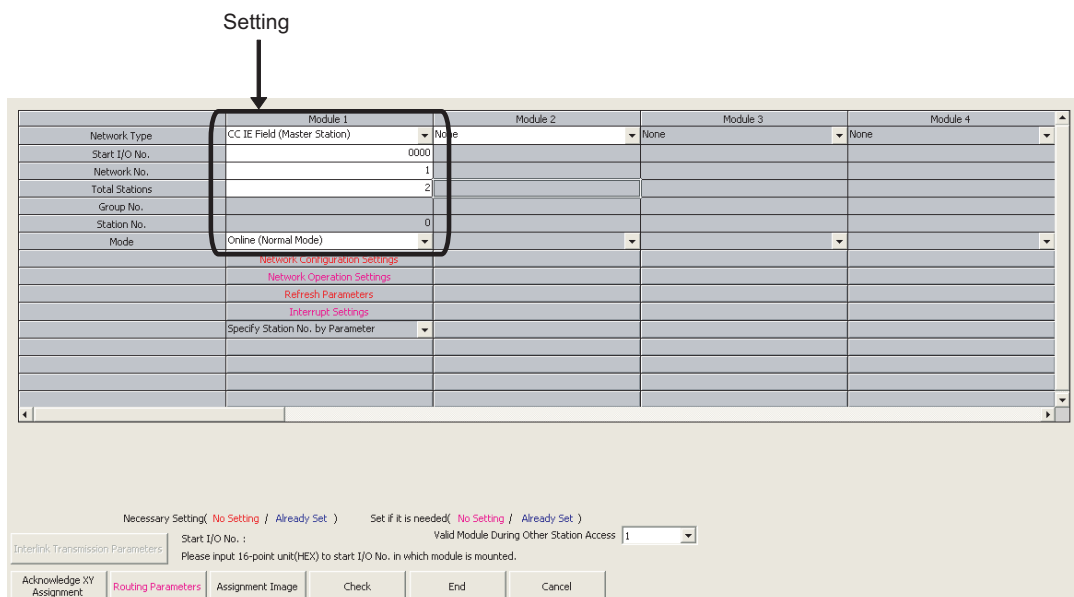 Setting
Module 1 Module 2 Module 3 Module 4
Network Type CC IE Field (Master Station) None None None
Start I/O No. 0000
Network No. 1
Total Stations 2
Group No.
Station No. 0
Mode Online (Normal Mode)
Network Configuration Settings
Network Operation Settings
Refresh Parameters
Interrupt Settings
Specify Station No. by Parameter
Necessary Setting( No Setting / Already Set ) Set if it is needed( No Setting / Already Set )
Interlink Transmission Parameters Start I/O No. : Valid Module During Other Station Access 1
Please input 16-point unit(HEX) to start I/O No. in which module is mounted.
Acknowledge XY Assignment Routing Parameters Assignment Image Check End Cancel